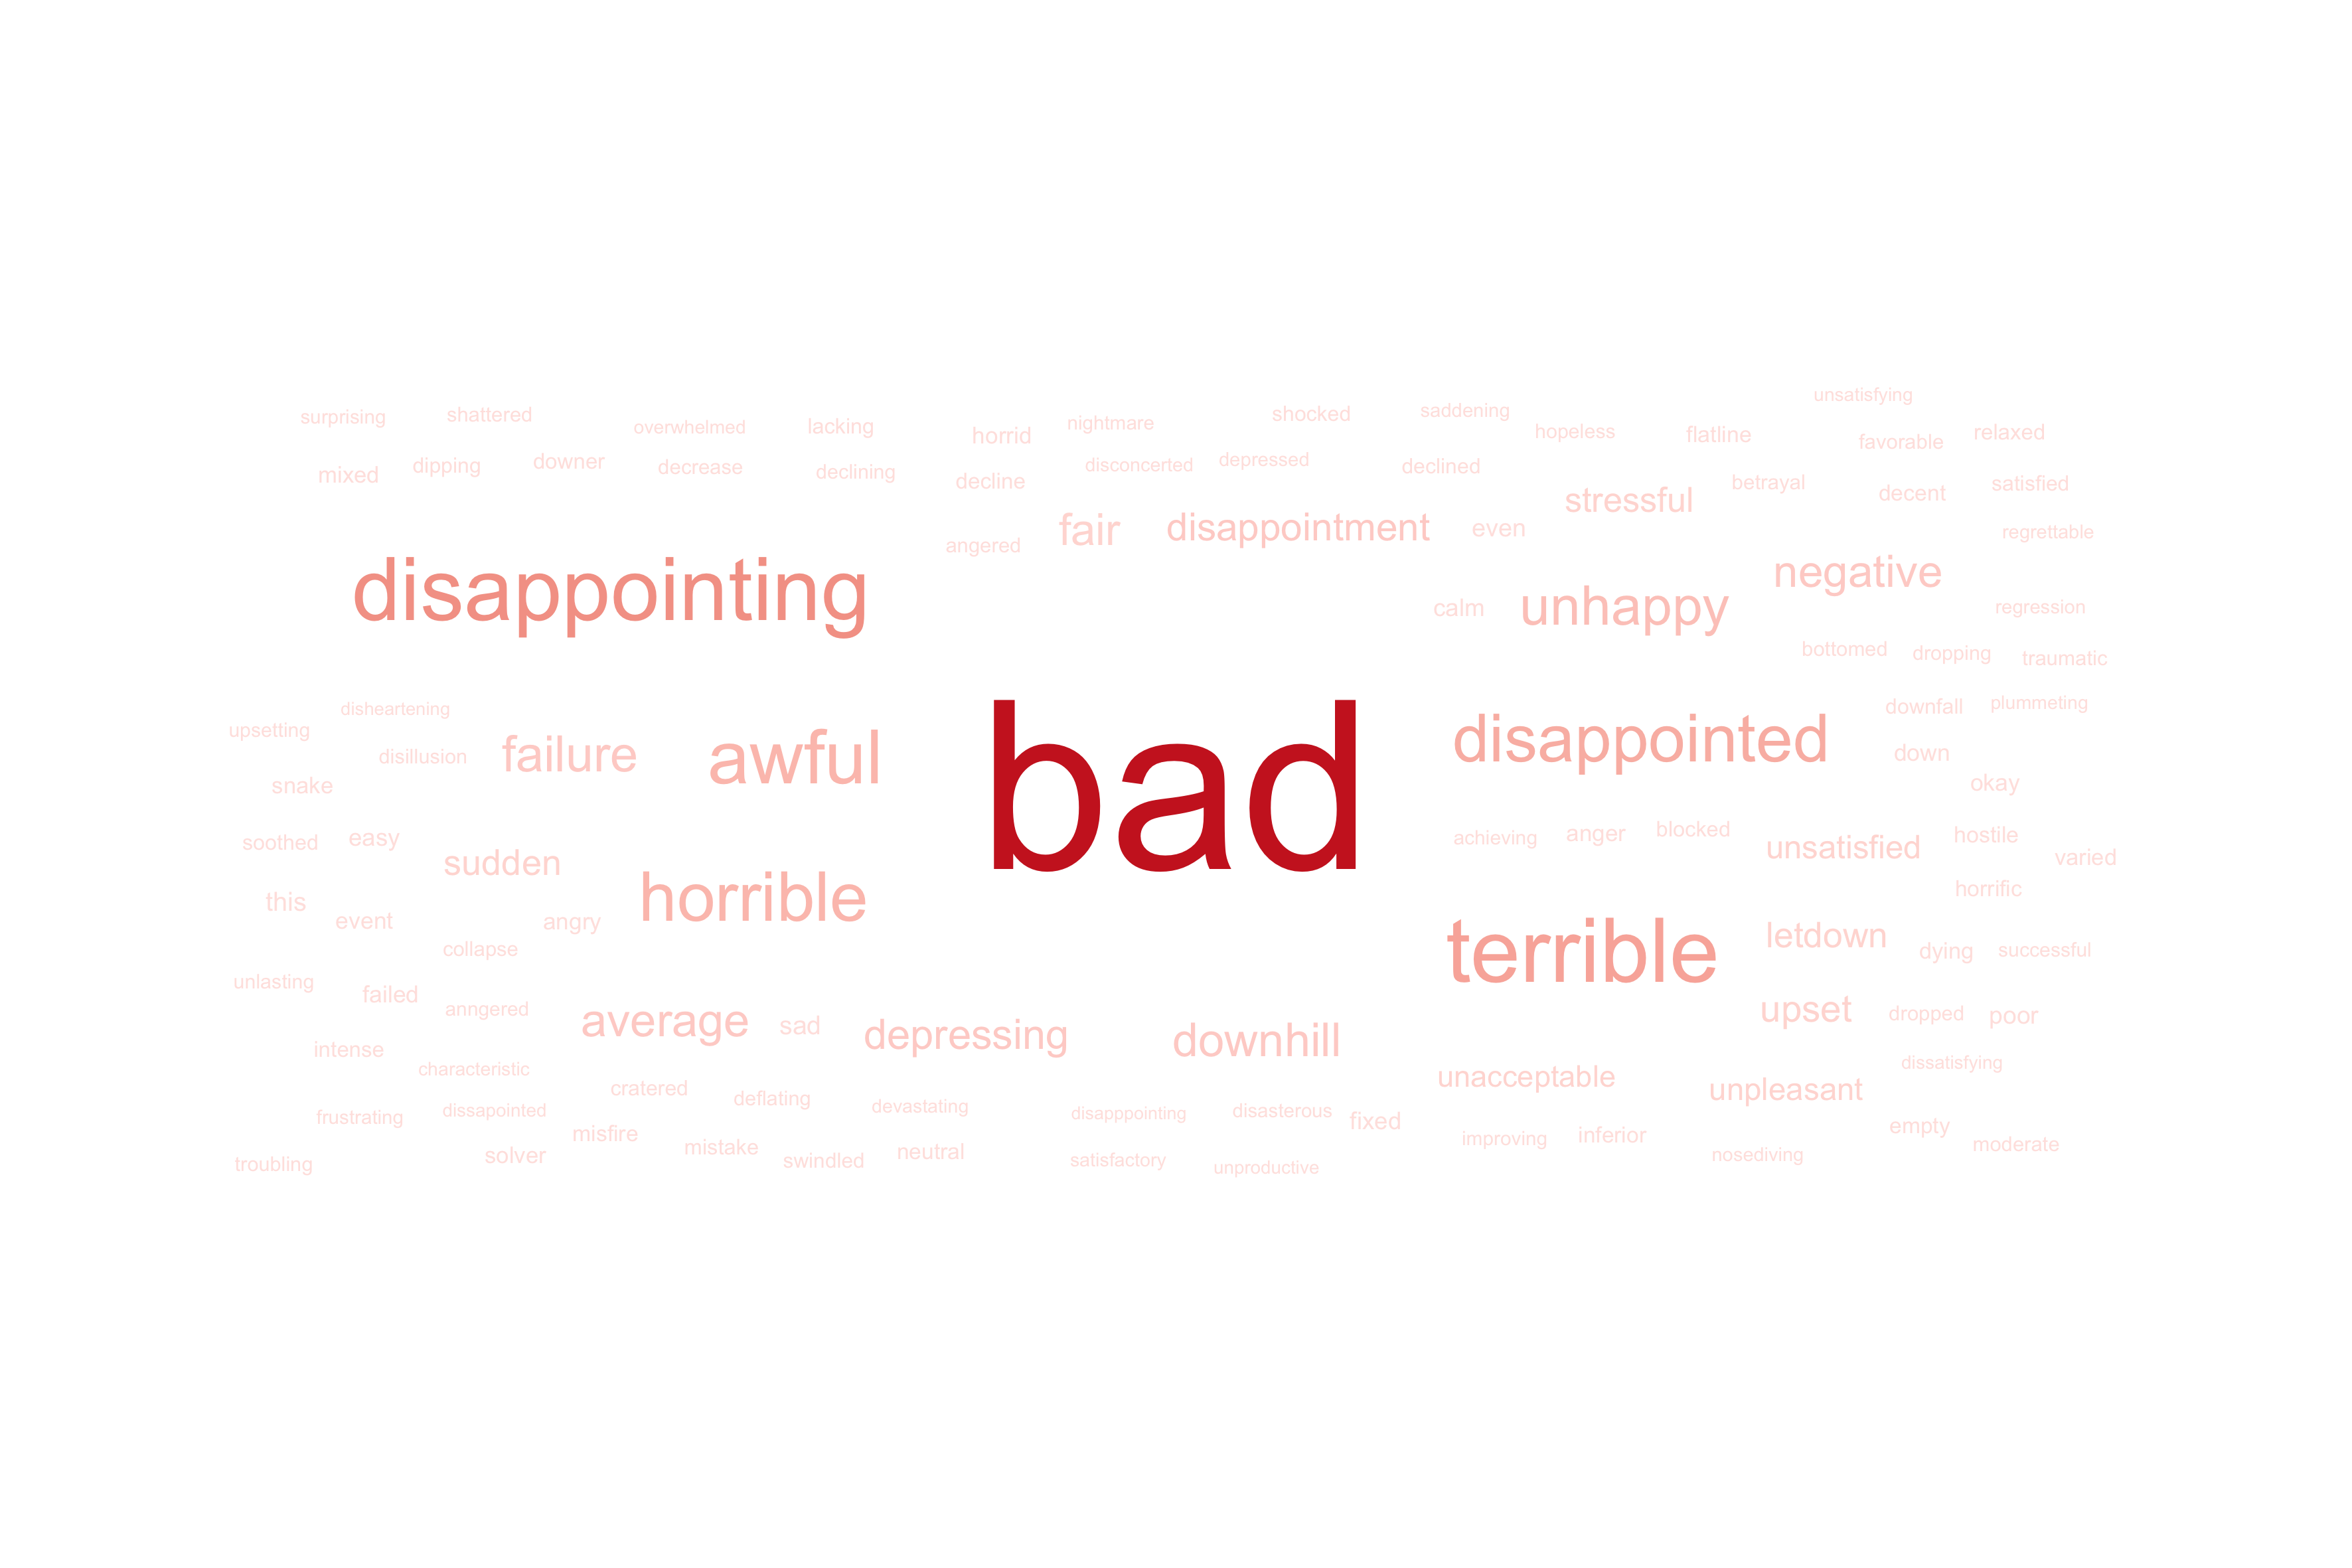 unsatisfying
surprising shattered overwhelmed lacking horrid nightmare shocked saddening hopeless flatline favorable relaxed
mixed dipping downer decrease declining decline disconcerted depressed declined betrayal decent satisfied
angered fair disappointment even stressful regrettable
disappointing calm unhappy negative regression
bottomed dropping traumatic
disheartening downfall plummeting
upsetting disillusion failure awful bad disappointed down
snake okay
soothed easy sudden achieving anger blocked unsatisfied hostile varied
this event angry horrible horrific
collapse terrible letdown dying successful
unlasting failed anngered upset dropped poor
intense average sad depressing downhill
characteristic cratered deflating unacceptable unpleasant dissatisfying
frustrating dissapointed misfire devastating disapppointing disasterous fixed improving inferior empty
troubling solver mistake swindled neutral satisfactory unproductive nosediving moderate